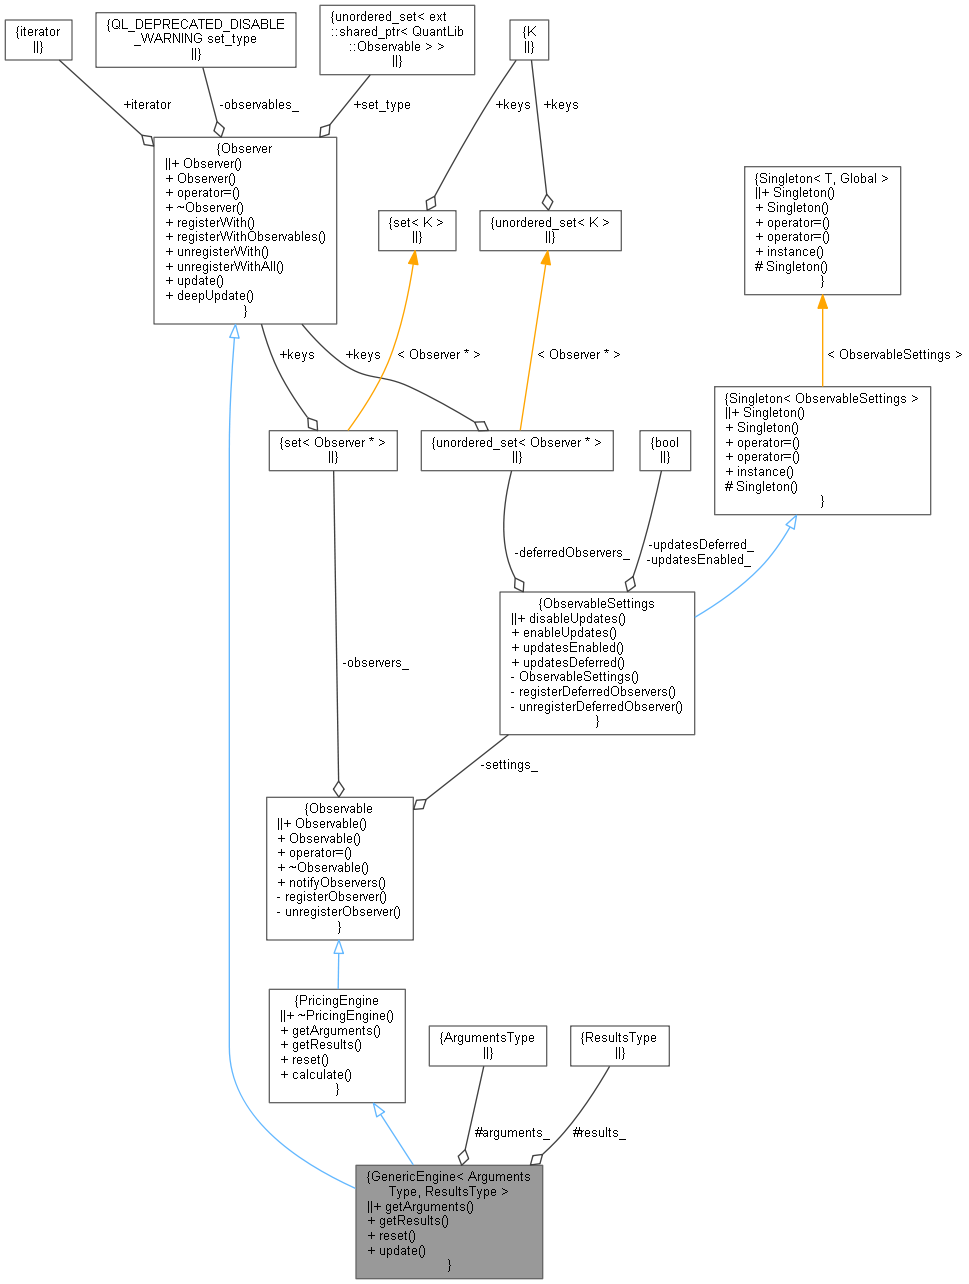 {iterator
||}
{QL_DEPRECATED_DISABLE
_WARNING set_type
||}
{unordered_set< ext
::shared_ptr< QuantLib
::Observable > >
||}
{K
||}
+iterator
-observables_
+set_type
+keys
+keys
{Observer
||+ Observer()
+ Observer()
+ operator=()
+ ~Observer()
+ registerWith()
+ registerWithObservables()
+ unregisterWith()
+ unregisterWithAll()
+ update()
+ deepUpdate()
}
{set< K >
||}
{unordered_set< K >
||}
{Singleton< T, Global >
||+ Singleton()
+ Singleton()
+ operator=()
+ operator=()
+ instance()
# Singleton()
}
+keys
+keys
< Observer * >
< Observer * >
< ObservableSettings >
{set< Observer * >
||}
{unordered_set< Observer * >
||}
{bool
||}
{Singleton< ObservableSettings >
||+ Singleton()
+ Singleton()
+ operator=()
+ operator=()
+ instance()
# Singleton()
}
-deferredObservers_
-updatesDeferred_
-updatesEnabled_
{ObservableSettings
||+ disableUpdates()
+ enableUpdates()
+ updatesEnabled()
+ updatesDeferred()
- ObservableSettings()
- registerDeferredObservers()
- unregisterDeferredObserver()
}
-observers_
-settings_
{Observable
||+ Observable()
+ Observable()
+ operator=()
+ ~Observable()
+ notifyObservers()
- registerObserver()
- unregisterObserver()
}
{PricingEngine
||+ ~PricingEngine()
+ getArguments()
+ getResults()
+ reset()
+ calculate()
}
{ArgumentsType
||}
{ResultsType
||}
#arguments_
#results_
{GenericEngine< Arguments
Type, ResultsType >
||+ getArguments()
+ getResults()
+ reset()
+ update()
}